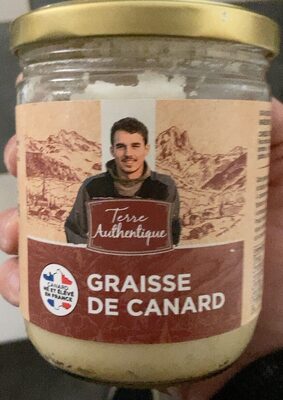 Terre
Authentique
CANARD
NÉ ET ÉLEVÉ
EN FRANCE
GRAISSE
DE CANARD